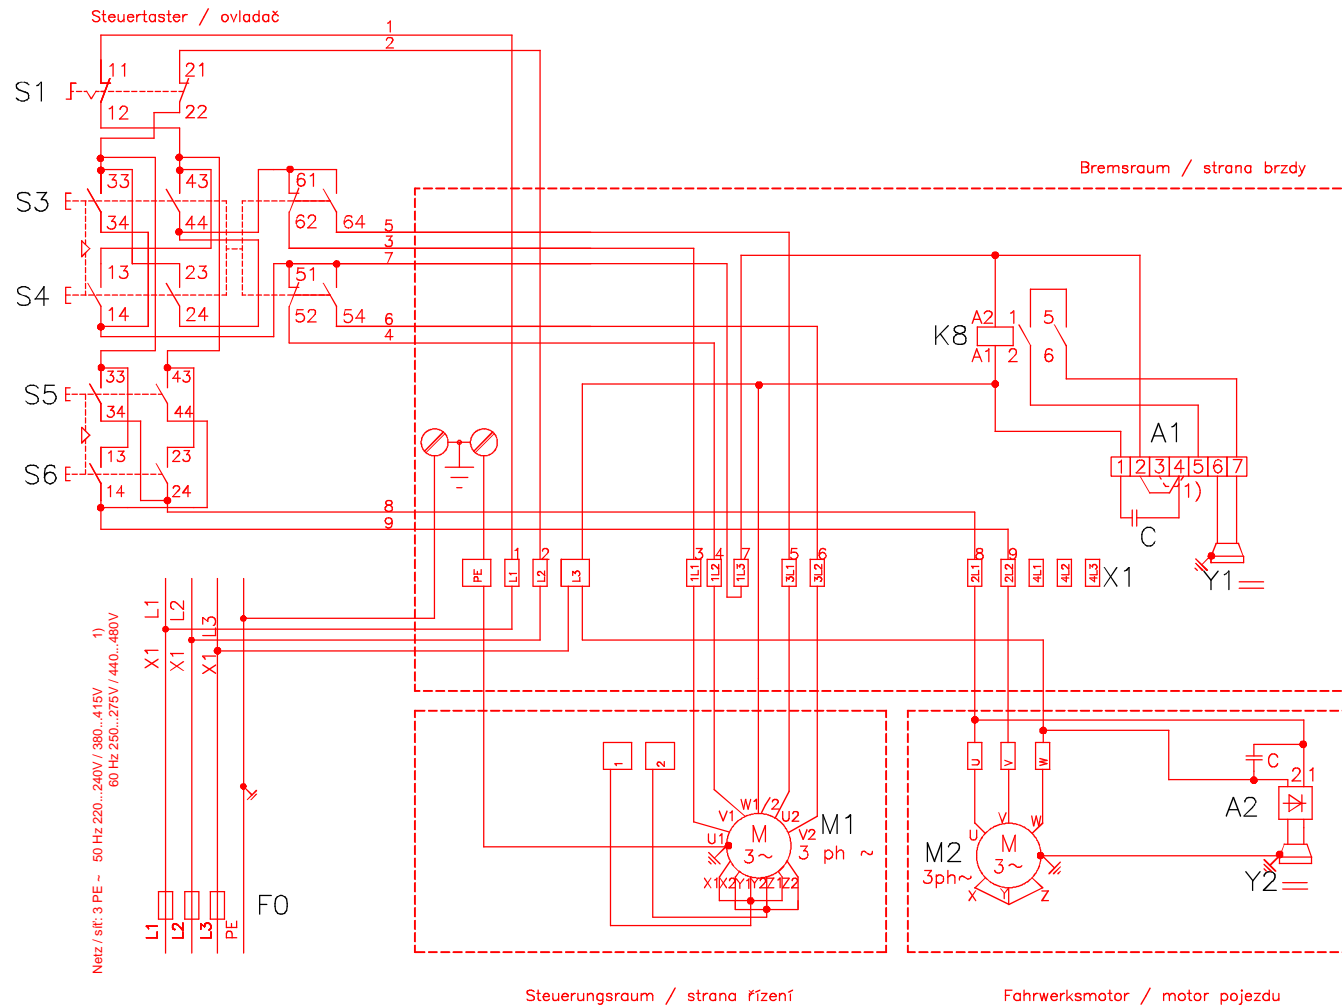 Steuertaster / ovladač
1
2
S1
11
21
12
22
Bremsraum / strana brzdy
S3
33
43
61
34
44
62
64
5
3
7
S4
13
23
51
14
24
52
54
6
4
K8
A2
1
5
A1
2
6
S5
33
43
34
44
A1
1 2 3 4 5 6 7
1)
C
S6
13
23
14
24
8
9
PE
L1
1
L2
2
L3
1L1
3
1L2
4
1L3
7
3L1
5
3L2
6
2L1
8
2L2
9
4L1
4L2
4L3
X1
Y1
X1 L1
X1 L2
X1 L3
Netz / síť: 3 PE ~ 50 Hz 220...240V / 380...415V 1)
60 Hz 250...275V / 440...480V
L1
L2
L3
PE
F0
1
2
W1
/2
V1
U2
U1
V2
M
3~
M1
3 ph ~
X1 X2 Y1 Y2 Z1 Z2
U
V
W
U
V
W
M
3~
M2
3ph~
X
Y
Z
C
2 1
A2
Y2
Steuerungsraum / strana řízení
Fahrwerksmotor / motor pojezdu